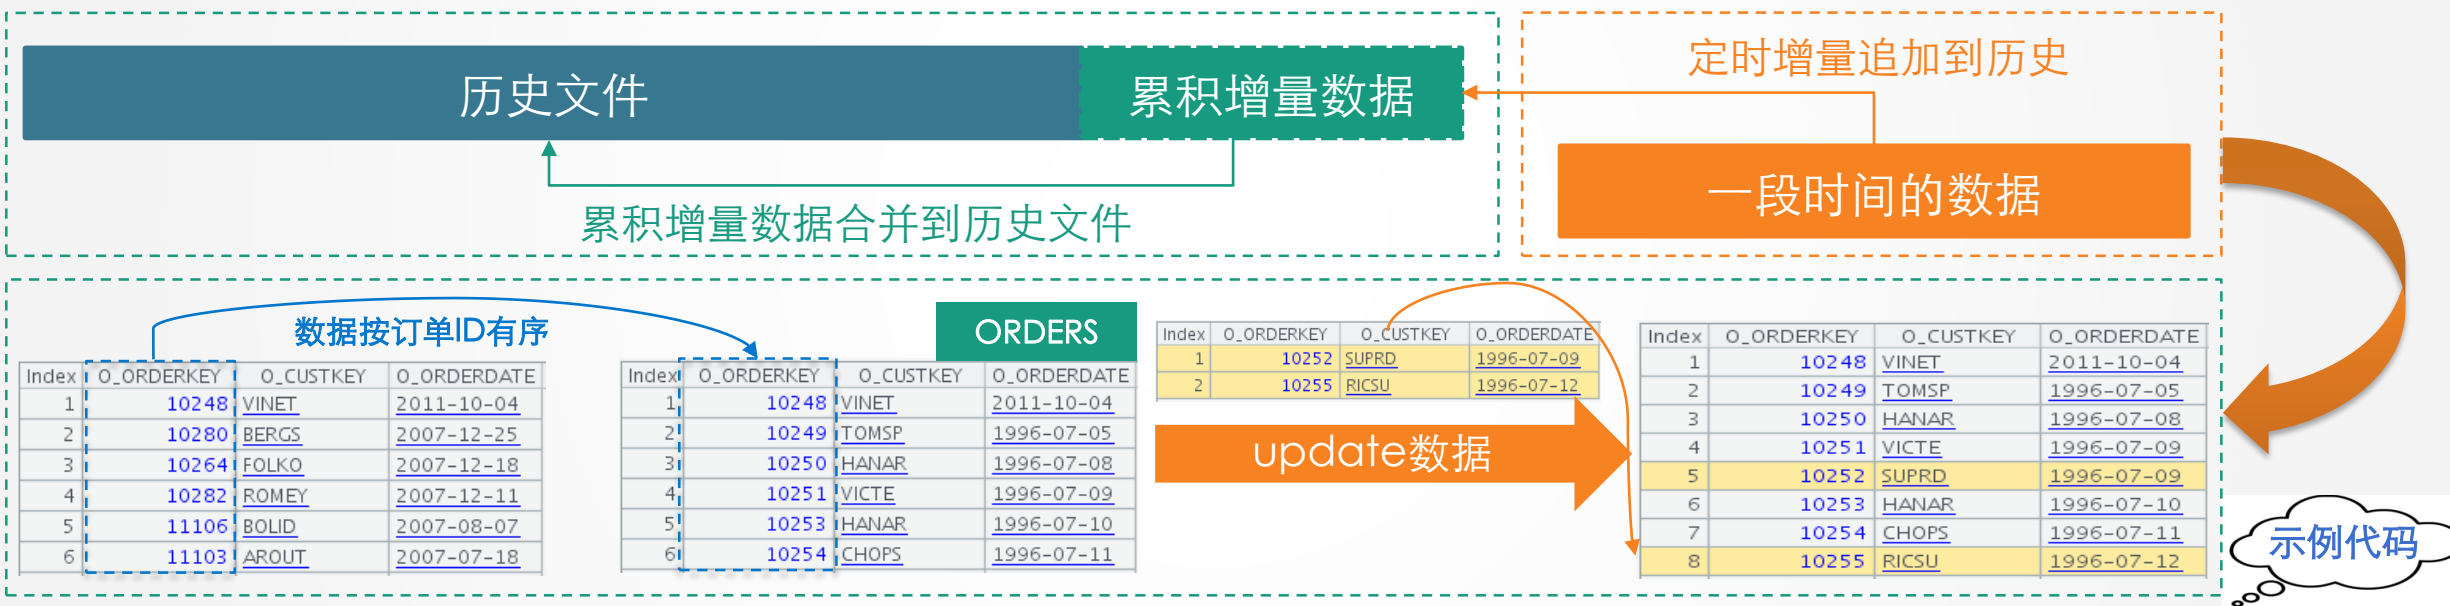 历史文件
累积增量数据
定时增量追加到历史
一段时间的数据
累积增量数据合并到历史文件
数据按订单ID有序
ORDERS
Index O_ORDERKEY O_CUSTKEY O_ORDERDATE
1 10248 VINET 2011-10-04
2 10280 BERGS 2007-12-25
3 10264 FOLKO 2007-12-18
4 10282 ROMEY 2007-12-11
5 11106 BOLID 2007-08-07
6 11103 AROUT 2007-07-18
Index O_ORDERKEY O_CUSTKEY O_ORDERDATE
1 10248 VINET 2011-10-04
2 10249 TOMSP 1996-07-05
3 10250 HANAR 1996-07-08
4 10251 VICTE 1996-07-09
5 10253 HANAR 1996-07-10
6 10254 CHOPS 1996-07-11
Index O_ORDERKEY O_CUSTKEY O_ORDERDATE
1 10252 SUPRD 1996-07-09
2 10255 RICSU 1996-07-12
update数据
Index O_ORDERKEY O_CUSTKEY O_ORDERDATE
1 10248 VINET 2011-10-04
2 10249 TOMSP 1996-07-05
3 10250 HANAR 1996-07-08
4 10251 VICTE 1996-07-09
5 10252 SUPRD 1996-07-09
6 10253 HANAR 1996-07-10
7 10254 CHOPS 1996-07-11
8 10255 RICSU 1996-07-12
示例代码